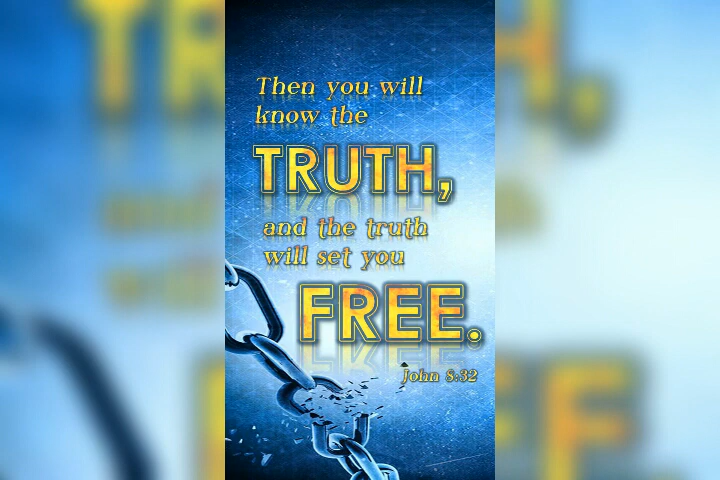 Then you will
know the
TRUTH,
and the truth
will set you
FREE.
John 8:32